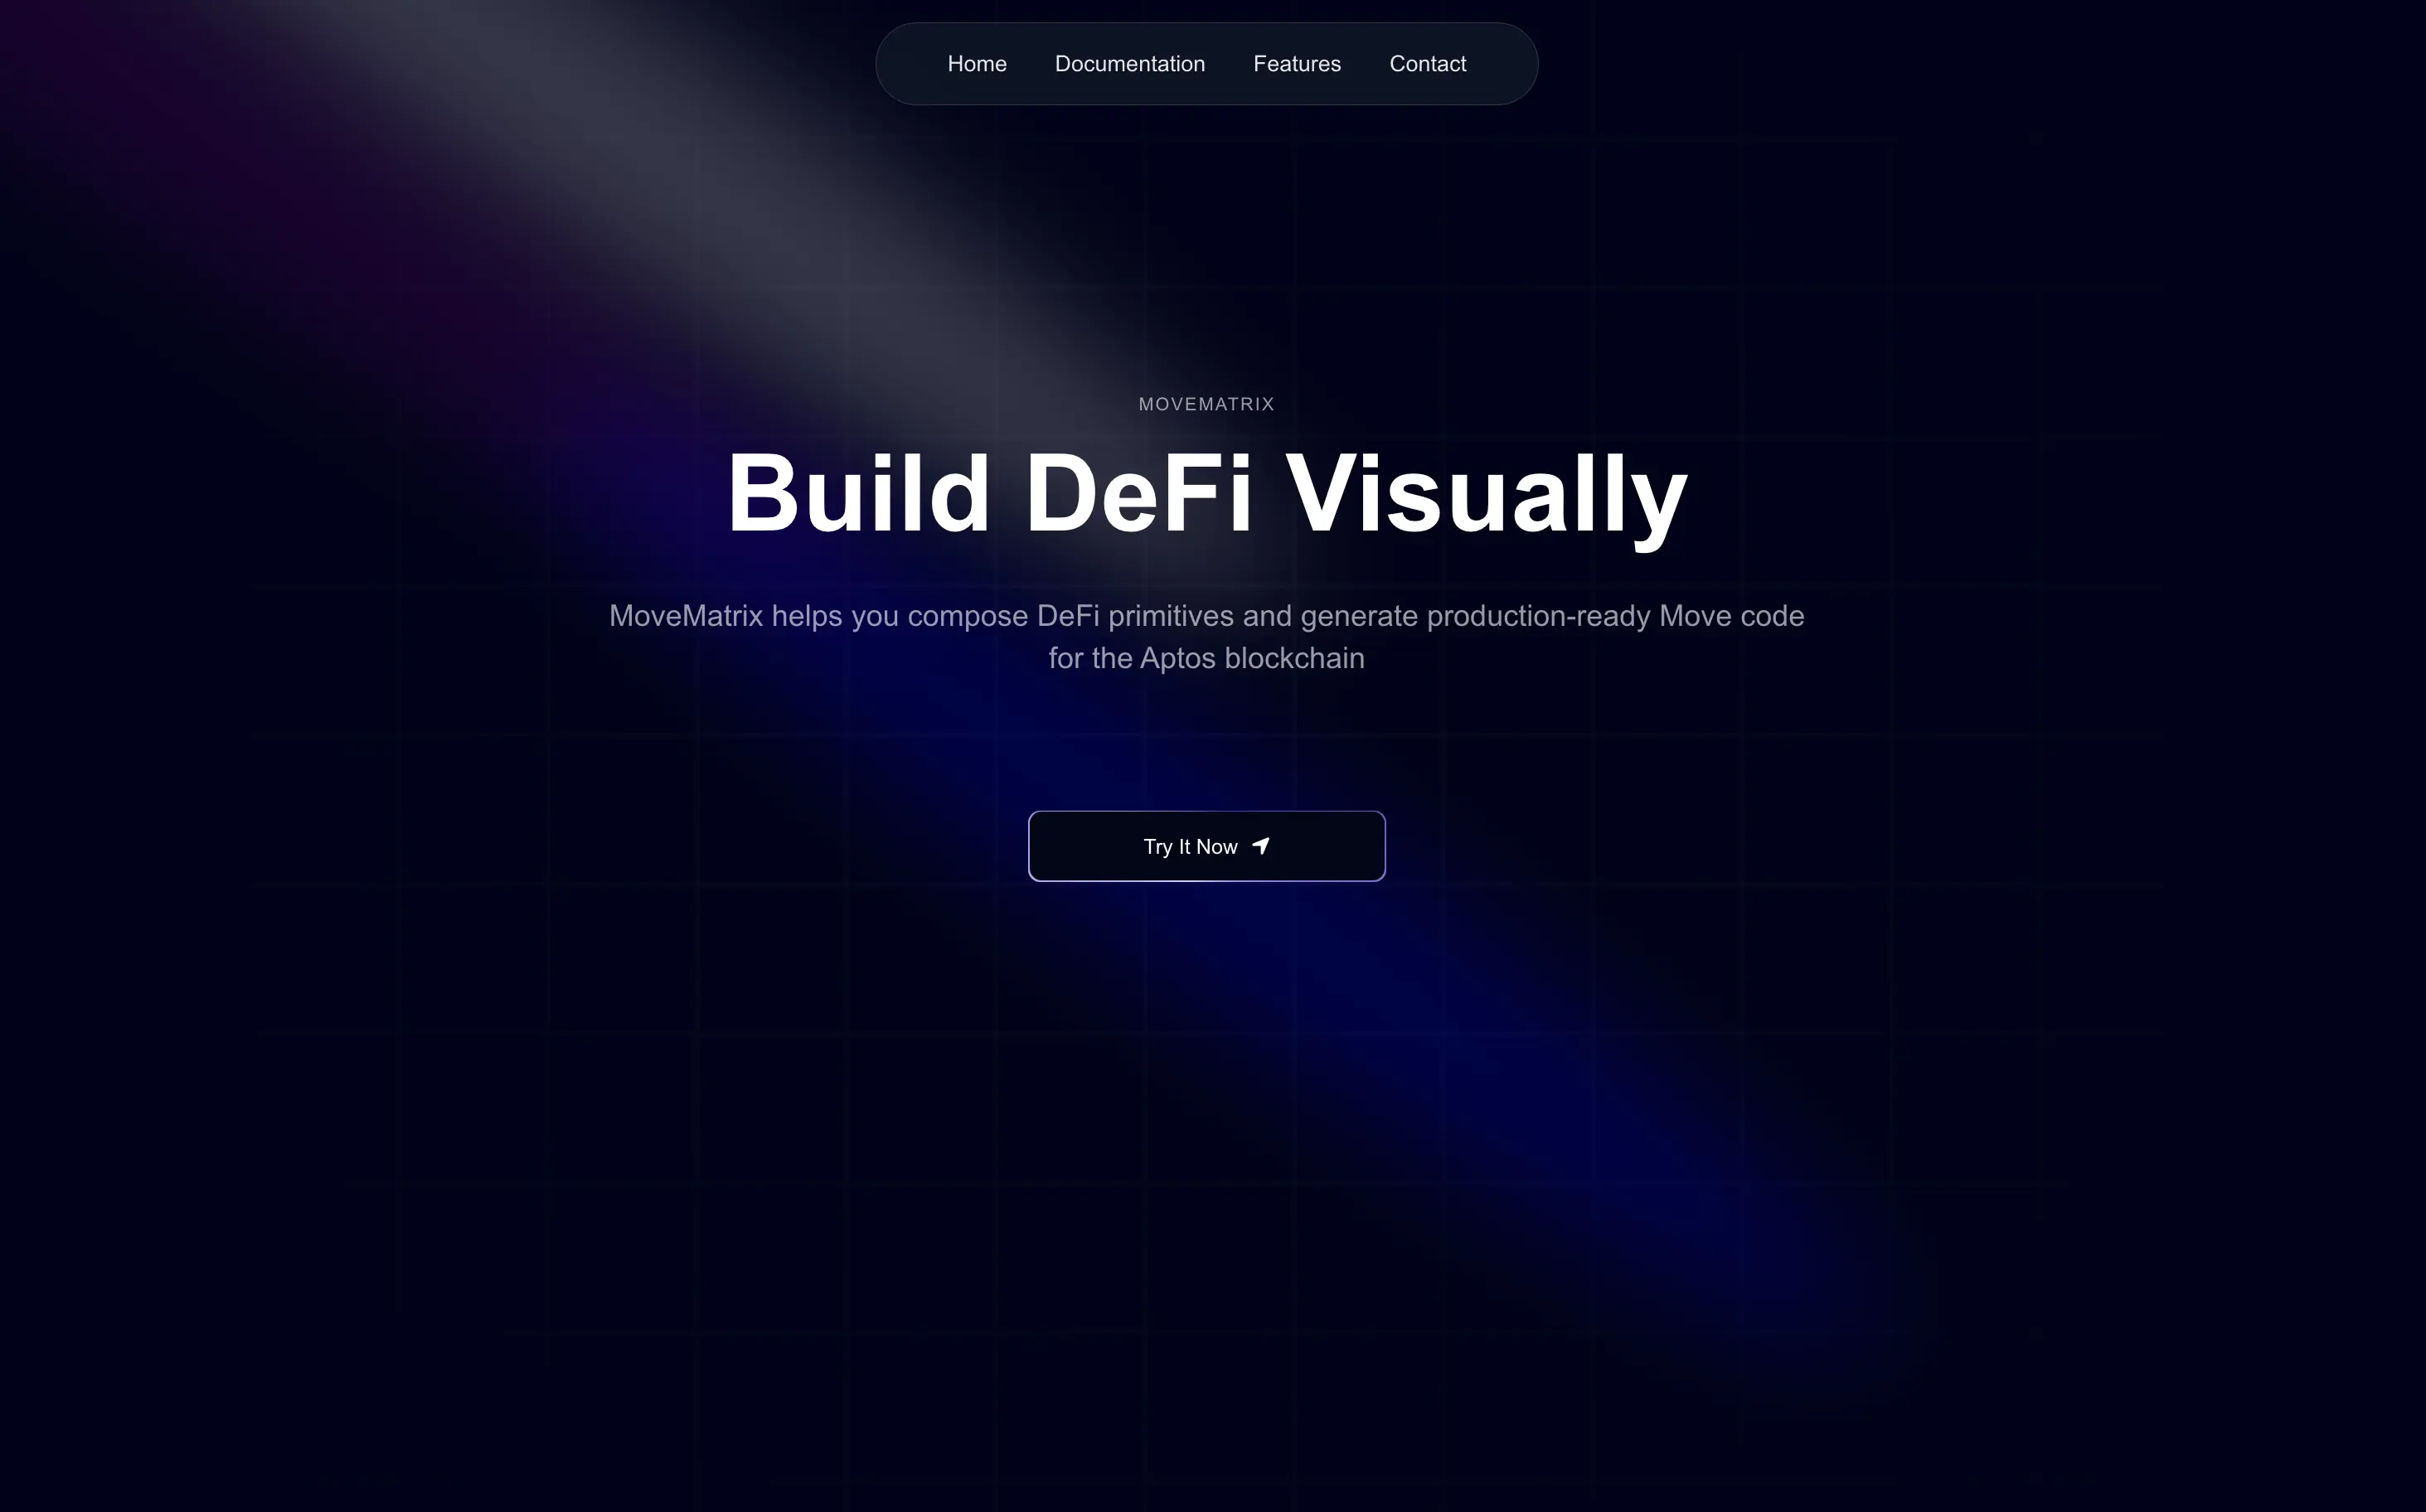 Home Documentation Features Contact
MOVEMATRIX
Build DeFi Visually
MoveMatrix helps you compose DeFi primitives and generate production-ready Move code
for the Aptos blockchain
Try It Now